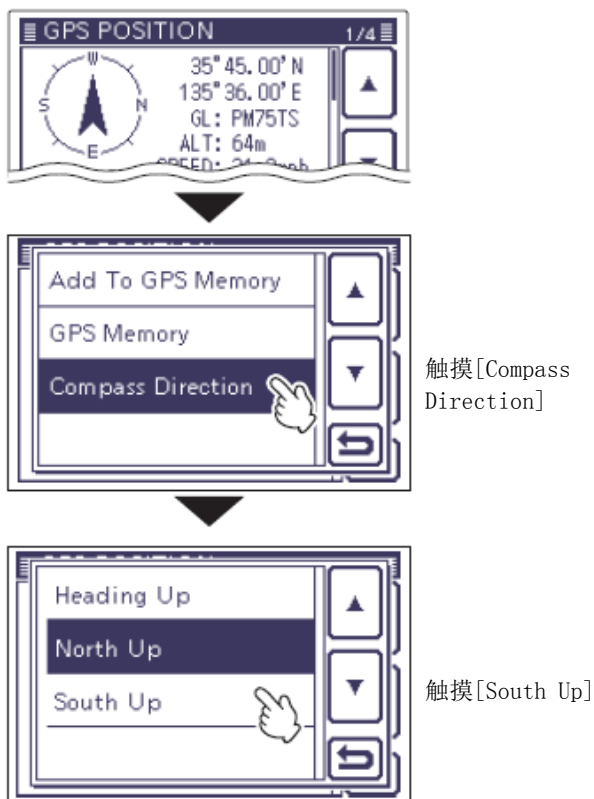 GPS POSITION 1/4
W
S N
E
35°45.00'N
135°36.00'E
GL: PM75TS
ALT: 64m
Add To GPS Memory
GPS Memory
Compass Direction
触摸[Compass
Direction]
Heading Up
North Up
South Up
触摸[South Up]